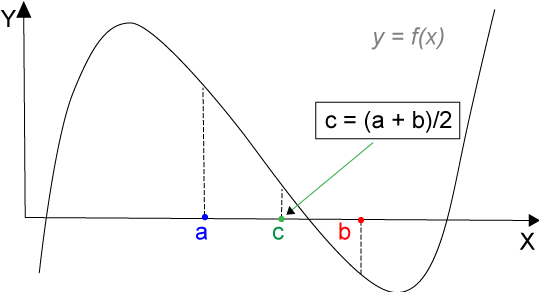 Y
y = f(x)
c = (a + b)/2
a
c
b
X